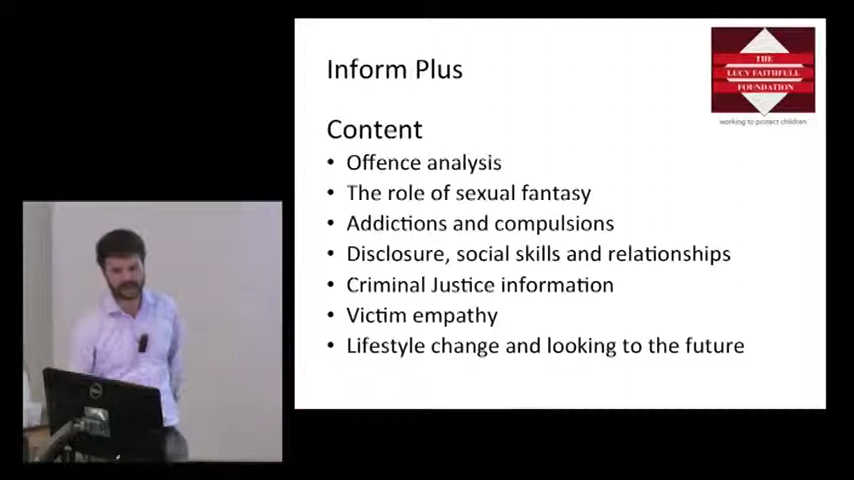 Inform Plus
THE
LUCY FAITHFULL
FOUNDATION
working to protect children
Content
• Offence analysis
• The role of sexual fantasy
• Addictions and compulsions
• Disclosure, social skills and relationships
• Criminal Justice information
• Victim empathy
• Lifestyle change and looking to the future